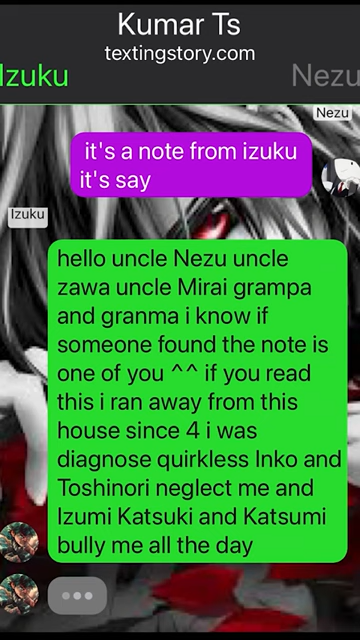 Kumar Ts
textingstory.com
Izuku
Nezu
Nezu
it's a note from izuku
it's say
Izuku
hello uncle Nezu uncle
zawa uncle Mirai grampa
and granma i know if
someone found the note is
one of you ^^ if you read
this i ran away from this
house since 4 i was
diagnose quirkless Inko and
Toshinori neglect me and
Izumi Katsuki and Katsumi
bully me all the day